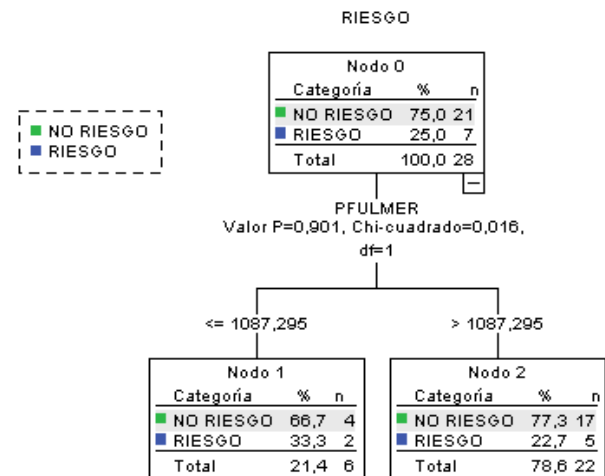 RIESGO
Nodo 0
Categoría % n
NO RIESGO 75,0 21
RIESGO 25,0 7
Total 100,0 28
NO RIESGO
RIESGO
PFULMER
Valor P=0,901, Chi-cuadrado=0,016,
df=1
<= 1087,295
> 1087,295
Nodo 1
Categoría % n
NO RIESGO 66,7 4
RIESGO 33,3 2
Total 21,4 6
Nodo 2
Categoría % n
NO RIESGO 77,3 17
RIESGO 22,7 5
Total 78,6 22